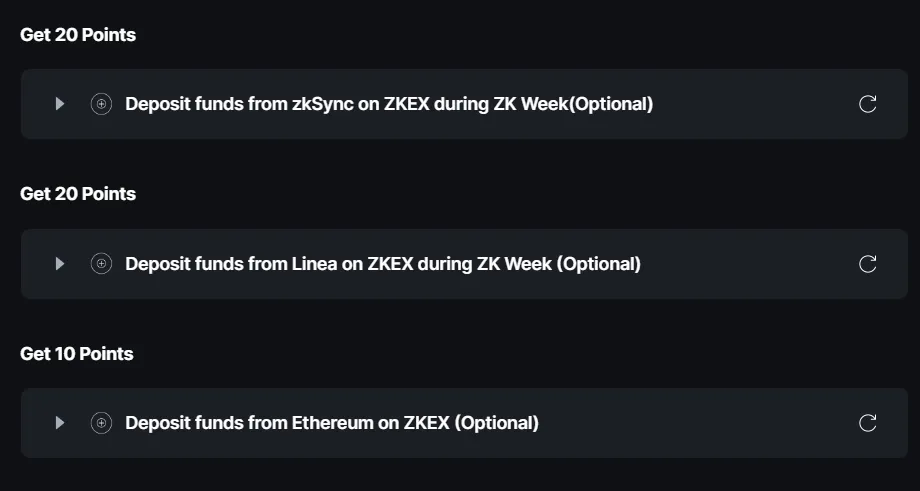 Get 20 Points
Deposit funds from zkSync on ZKEX during ZK Week(Optional)
Get 20 Points
Deposit funds from Linea on ZKEX during ZK Week (Optional)
Get 10 Points
Deposit funds from Ethereum on ZKEX (Optional)